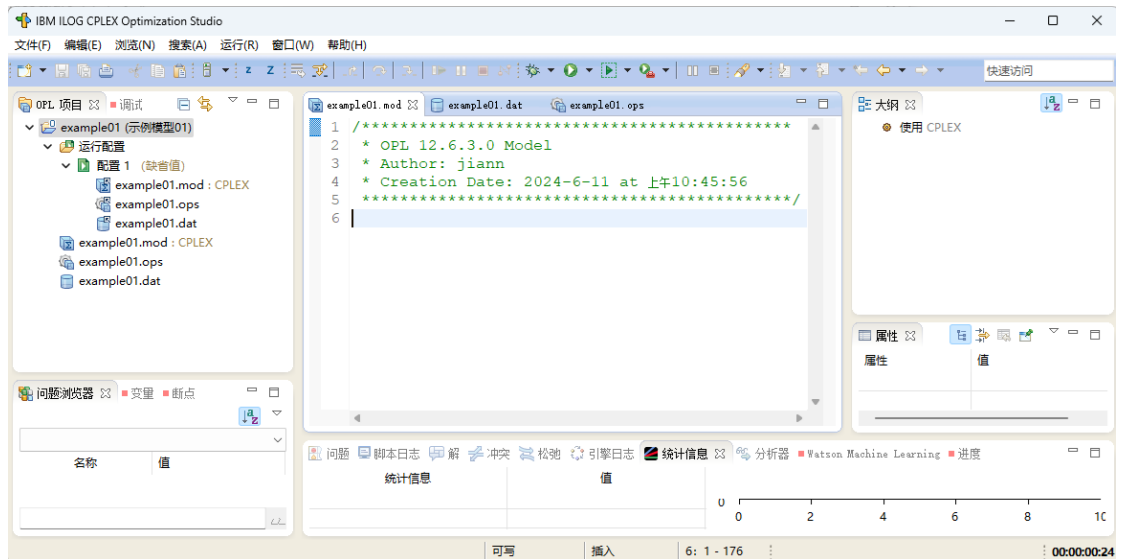 IBM ILOG CPLEX Optimization Studio
文件(F) 编辑(E) 浏览(N) 搜索(A) 运行(R) 窗口(W) 帮助(H)
快速访问
OPL 项目 调试
example01 (示例模型01)
运行配置
配置 1 (缺省值)
example01.mod : CPLEX
example01.ops
example01.dat
example01.mod : CPLEX
example01.ops
example01.dat
问题浏览器 变量 断点
名称 值
example01.mod example01.dat example01.ops
1 /*********************************************
2 * OPL 12.6.3.0 Model
3 * Author: jiann
4 * Creation Date: 2024-6-11 at 上午10:45:56
5 *********************************************/
6
大纲
使用 CPLEX
属性
属性 值
问题 脚本日志 解 冲突 松弛 引擎日志 统计信息 分析器 Watson Machine Learning 进度
统计信息 值
0
0 2 4 6 8 10
可写 插入 6: 1 - 176 00:00:00:24